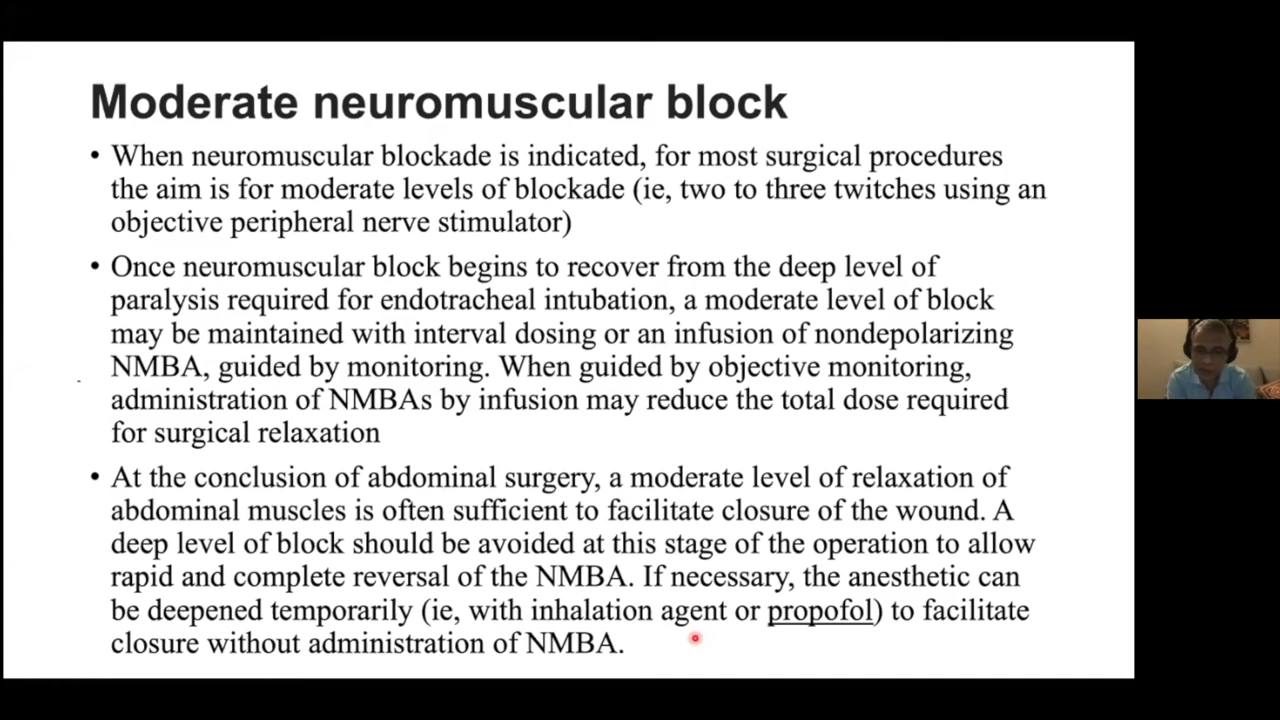 Moderate neuromuscular block
• When neuromuscular blockade is indicated, for most surgical procedures
the aim is for moderate levels of blockade (ie, two to three twitches using an
objective peripheral nerve stimulator)
• Once neuromuscular block begins to recover from the deep level of
paralysis required for endotracheal intubation, a moderate level of block
may be maintained with interval dosing or an infusion of nondepolarizing
NMBA, guided by monitoring. When guided by objective monitoring,
administration of NMBAs by infusion may reduce the total dose required
for surgical relaxation
• At the conclusion of abdominal surgery, a moderate level of relaxation of
abdominal muscles is often sufficient to facilitate closure of the wound. A
deep level of block should be avoided at this stage of the operation to allow
rapid and complete reversal of the NMBA. If necessary, the anesthetic can
be deepened temporarily (ie, with inhalation agent or propofol) to facilitate
closure without administration of NMBA.